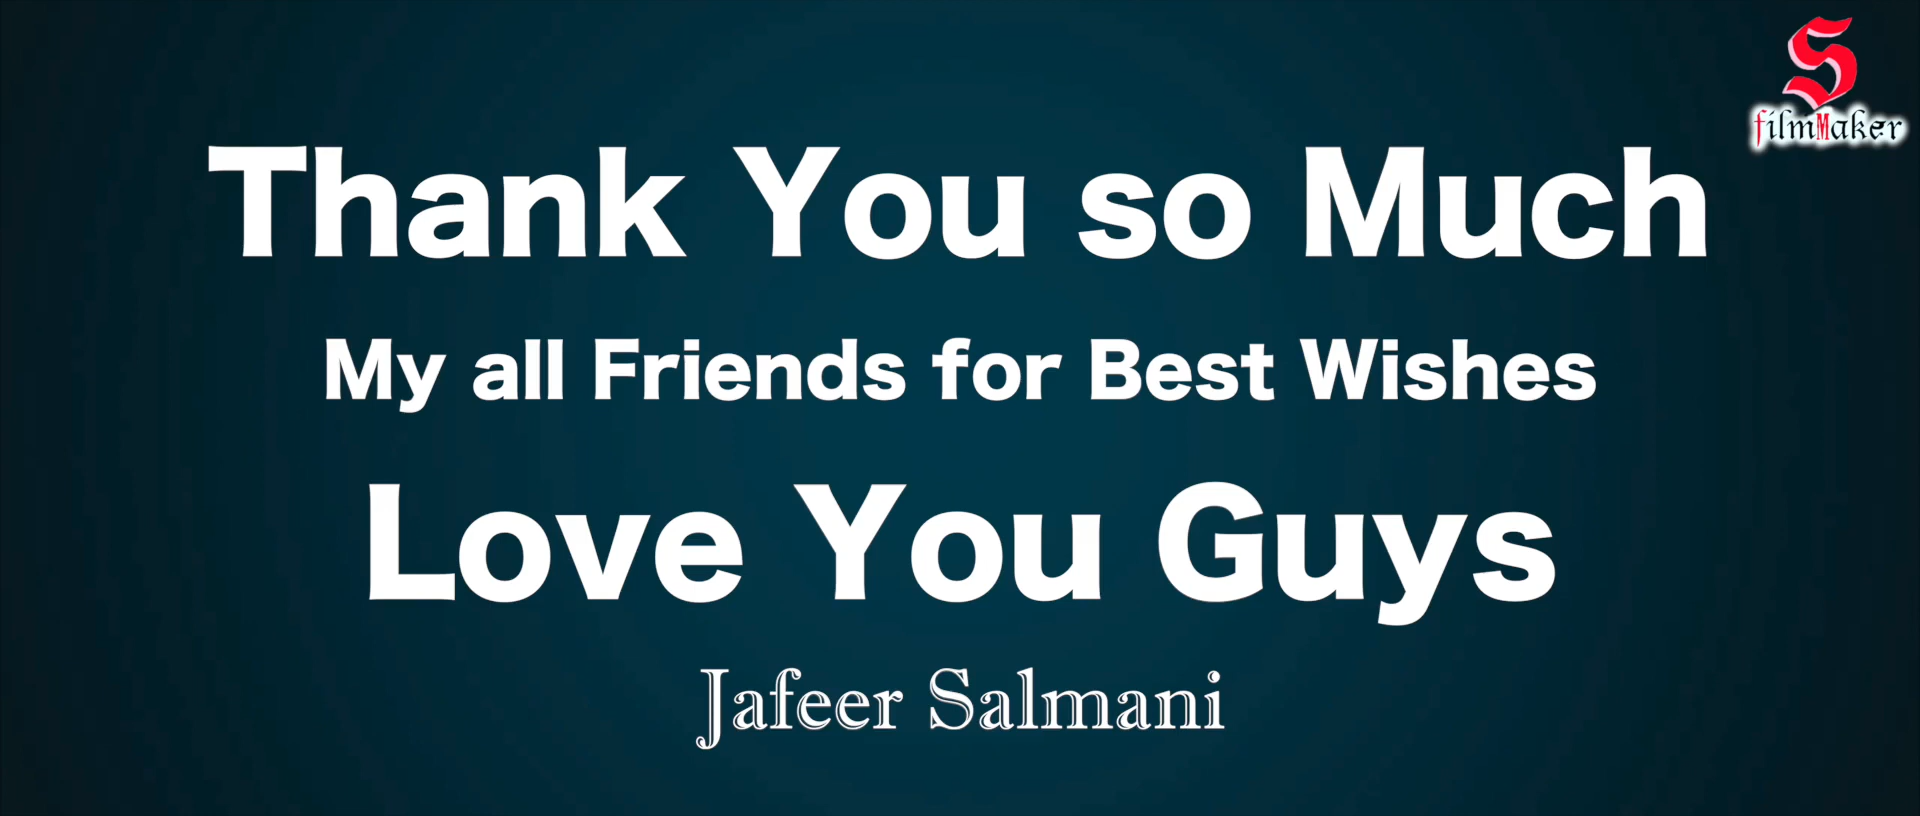 S
filmMaker
Thank You so Much
My all Friends for Best Wishes
Love You Guys
Jafeer Salmani